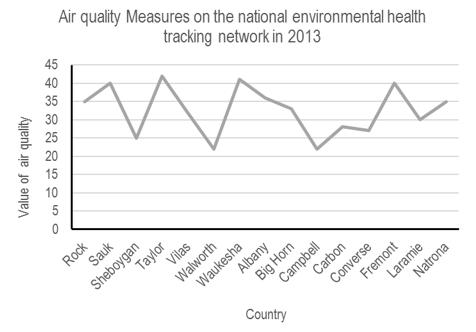 Air quality Measures on the national environmental health
tracking network in 2013
Value of air quality
45
40
35
30
25
20
15
10
5
0
Rock
Sauk
Sheboygan
Taylor
Vilas
Walworth
Waukesha
Albany
Big Horn
Campbell
Carbon
Converse
Fremont
Laramie
Natrona
Country